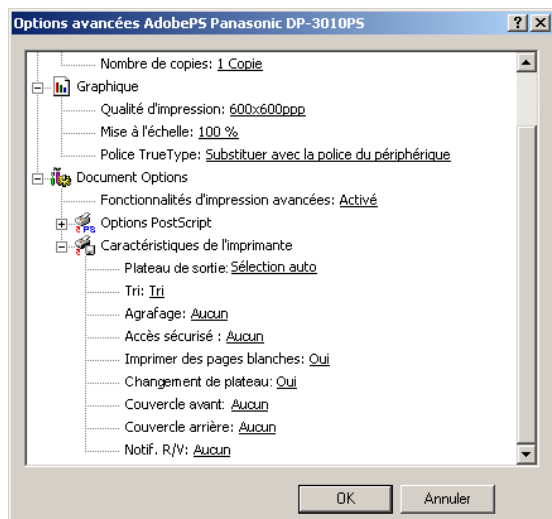 Options avancées AdobePS Panasonic DP-3010PS
Nombre de copies: 1 Copie
Graphique
Qualité d'impression: 600x600ppp
Mise à l'échelle: 100 %
Police TrueType: Substituer avec la police du périphérique
Document Options
Fonctionnalités d'impression avancées: Activé
Options PostScript
Caractéristiques de l'imprimante
Plateau de sortie: Sélection auto
Tri: Tri
Agrafage: Aucun
Accès sécurisé : Aucun
Imprimer des pages blanches: Oui
Changement de plateau: Oui
Couvercle avant: Aucun
Couvercle arrière: Aucun
Notif. R/V: Aucun
OK Annuler